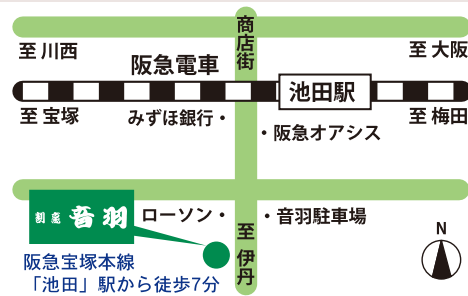 商店街
至 川西
至 大阪
阪急電車
池田駅
至 宝塚
至 梅田
みずほ銀行・
・阪急オアシス
割烹 音羽
ローソン・
・音羽駐車場
至 伊丹
N
阪急宝塚本線
「池田」駅から徒歩7分